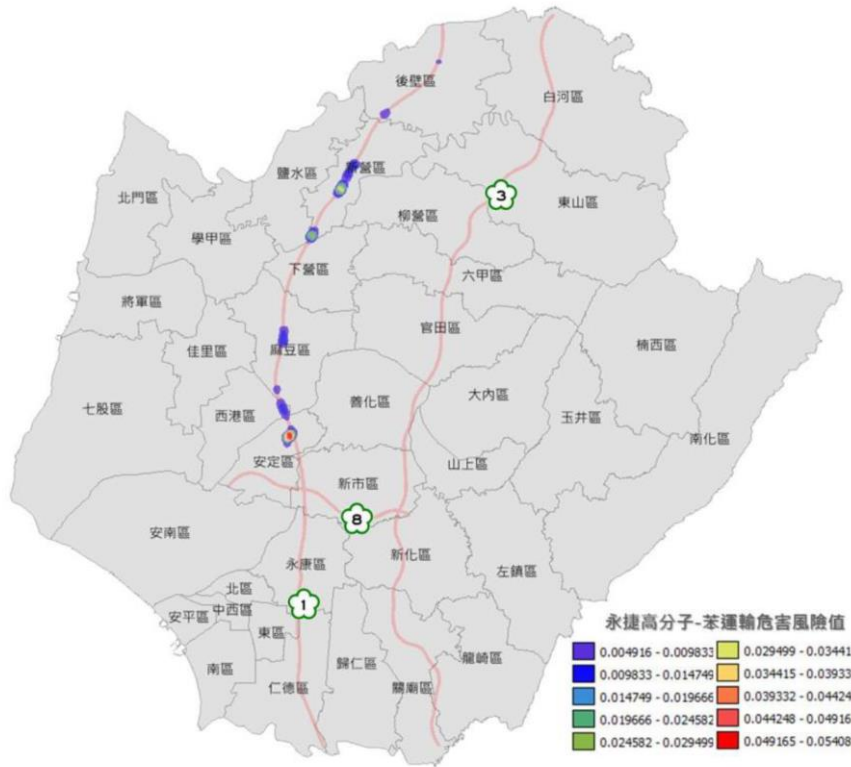 後壁區
白河區
鹽水區
新營區
北門區
東山區
柳營區
3
學甲區
下營區
六甲區
將軍區
官田區
楠西區
佳里區
麻豆區
大內區
七股區
西港區
善化區
玉井區
南化區
安定區
山上區
新市區
8
安南區
永康區
新化區
左鎮區
北區
1
安平區
中西區
東區
龍崎區
南區
歸仁區
仁德區
關廟區
永捷高分子-苯運輸危害風險值
0.004916 - 0.009833
0.029499 - 0.03441
0.009833 - 0.014749
0.034415 - 0.03933
0.014749 - 0.019666
0.039332 - 0.04424
0.019666 - 0.024582
0.044248 - 0.04916
0.024582 - 0.029499
0.049165 - 0.05408